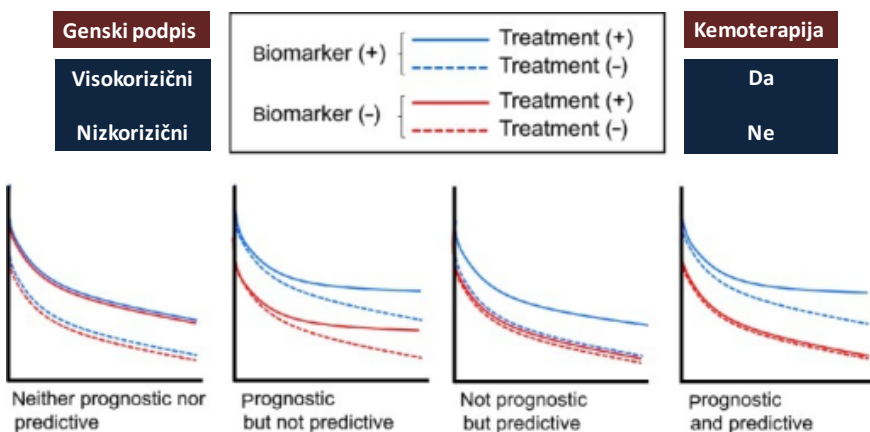 Genski podpis
Visokorizični
Nizkorizični
Biomarker (+)
Treatment (+)
Treatment (−)
Biomarker (-)
Treatment (+)
Treatment (−)
Kemoterapija
Da
Ne
Neither prognostic nor
predictive
Prognostic
but not predictive
Not prognostic
but predictive
Prognostic
and predictive